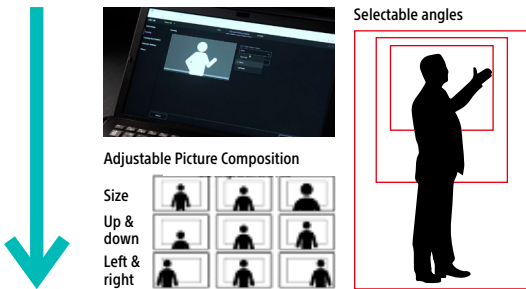 Selectable angles
Adjustable Picture Composition
Size
Up &
down
Left &
right